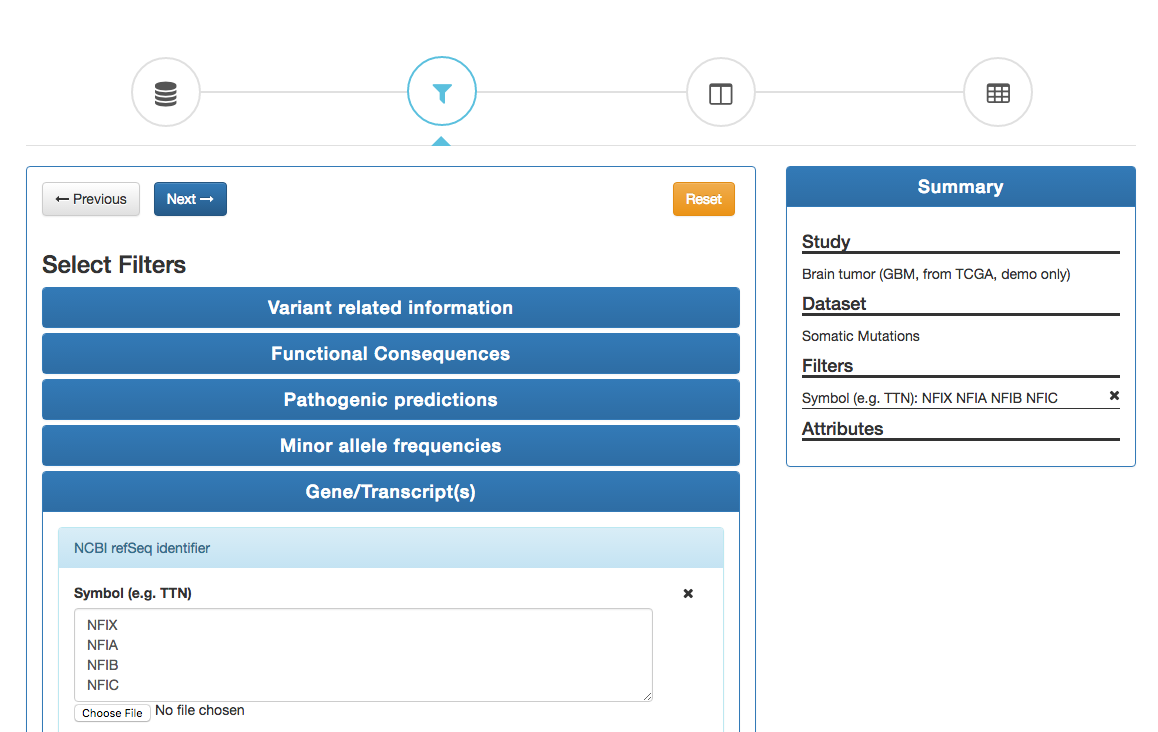 ← Previous
Next →
Reset
Select Filters
Variant related information
Functional Consequences
Pathogenic predictions
Minor allele frequencies
Gene/Transcript(s)
NCBI refSeq identifier
Symbol (e.g. TTN)
NFIX
NFIA
NFIB
NFIC
Choose File No file chosen
Summary
Study
Brain tumor (GBM, from TCGA, demo only)
Dataset
Somatic Mutations
Filters
Symbol (e.g. TTN): NFIX NFIA NFIB NFIC
Attributes